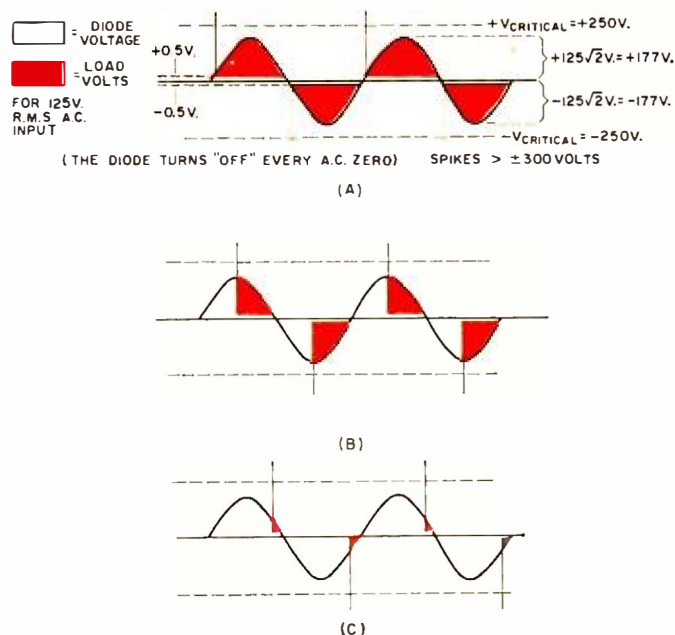 = DIODE
VOLTAGE
= LOAD
VOLTS
FOR 125V.
R.M.S A.C.
INPUT
+0.5V.
-0.5V.
+VCRITICAL=+250V.
+125√2V.=+177V.
-125√2V.=-177V.
-VCRITICAL=-250V.
(THE DIODE TURNS "OFF" EVERY A.C. ZERO) SPIKES > ±300 VOLTS
(A)
(B)
(C)